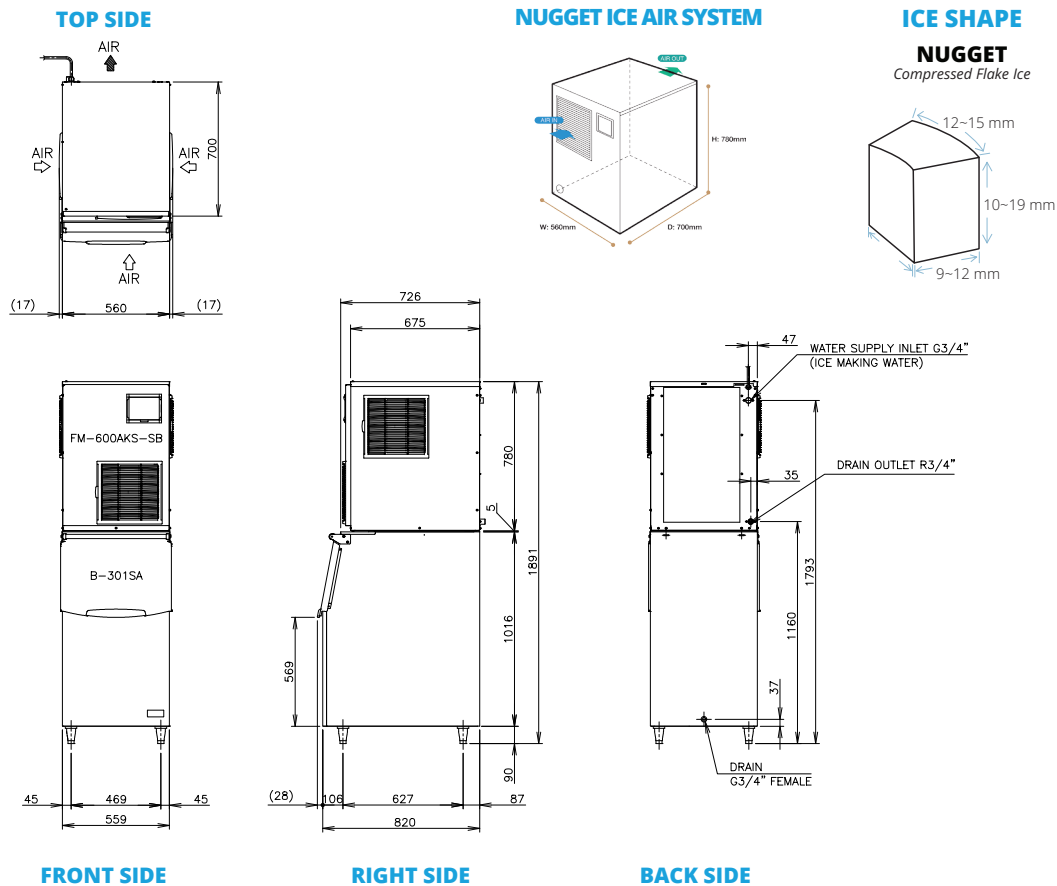 TOP SIDE
AIR
AIR
AIR
700
AIR
(17)
560
(17)
NUGGET ICE AIR SYSTEM
AIR OUT
AIR IN
H: 780mm
W: 560mm
D: 700mm
ICE SHAPE
NUGGET
Compressed Flake Ice
12~15 mm
10~19 mm
9~12 mm
FM-600AKS-SB
B-301SA
45
469
45
559
FRONT SIDE
726
675
780
5
1891
1016
569
90
(28)
106
627
87
820
RIGHT SIDE
47
WATER SUPPLY INLET G3/4"
(ICE MAKING WATER)
DRAIN OUTLET R3/4"
35
1793
1160
37
DRAIN
G3/4" FEMALE
BACK SIDE